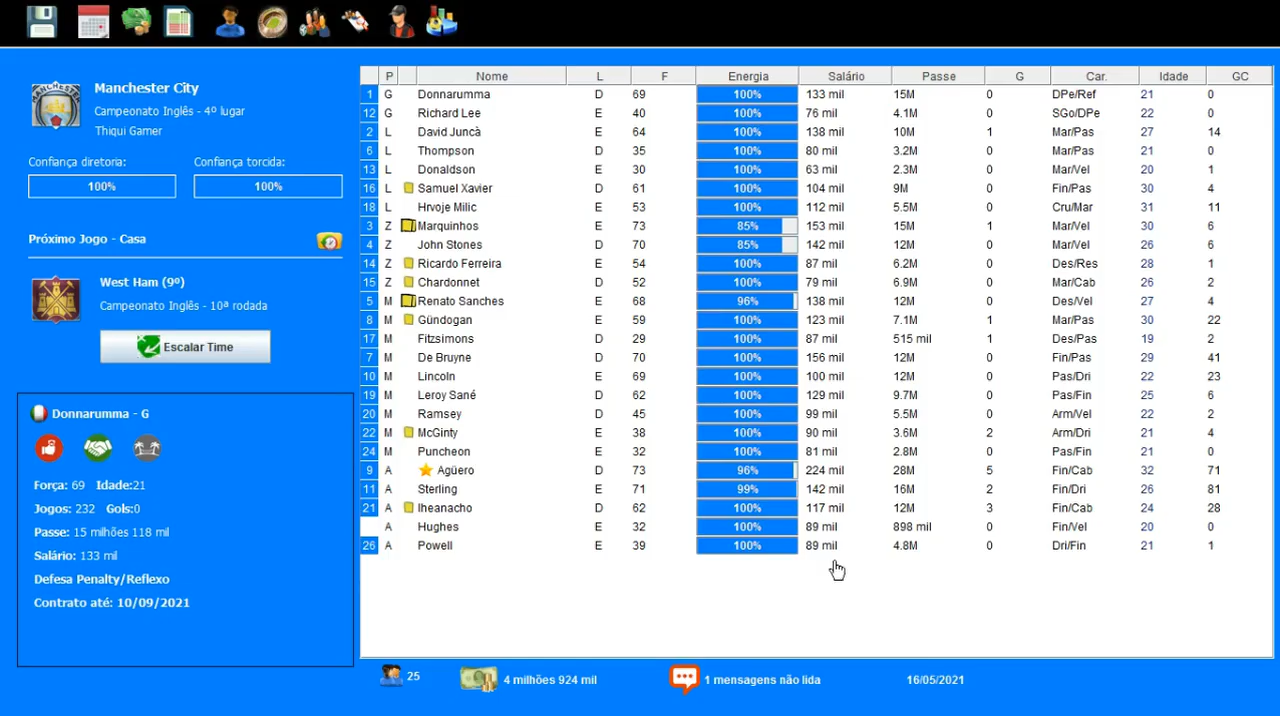 Manchester City
Campeonato Inglês - 4º lugar
Thiqui Gamer
Confiança diretoria: Confiança torcida:
100% 100%
Próximo Jogo - Casa
West Ham (9º)
Campeonato Inglês - 10ª rodada
Escalar Time
Donnarumma - G
Força: 69 Idade:21
Jogos: 232 Gols:0
Passe: 15 milhões 118 mil
Salário: 133 mil
Defesa Penalty/Reflexo
Contrato até: 10/09/2021
P Nome L F Energia Salário Passe G Car. Idade GC
1 G Donnarumma D 69 100% 133 mil 15M 0 DPe/Ref 21 0
12 G Richard Lee E 40 100% 76 mil 4.1M 0 SGo/DPe 22 0
2 L David Juncà E 64 100% 138 mil 10M 1 Mar/Pas 27 14
6 L Thompson D 35 100% 80 mil 3.2M 0 Mar/Pas 21 0
13 L Donaldson E 30 100% 63 mil 2.3M 0 Mar/Vel 20 1
16 L Samuel Xavier D 61 100% 104 mil 9M 0 Fin/Pas 30 4
18 L Hrvoje Milic E 53 100% 112 mil 5.5M 0 Cru/Mar 31 11
3 Z Marquinhos E 73 85% 153 mil 15M 1 Mar/Vel 30 6
4 Z John Stones D 70 85% 142 mil 12M 0 Mar/Vel 26 6
14 Z Ricardo Ferreira E 54 100% 87 mil 6.2M 0 Des/Res 28 1
15 Z Chardonnet D 52 100% 79 mil 6.9M 0 Mar/Cab 26 2
5 M Renato Sanches E 68 96% 138 mil 12M 0 Des/Vel 27 4
8 M Gündogan E 59 100% 123 mil 7.1M 1 Mar/Pas 30 22
17 M Fitzsimons D 29 100% 87 mil 515 mil 1 Des/Pas 19 2
7 M De Bruyne D 70 100% 156 mil 12M 0 Fin/Pas 29 41
10 M Lincoln E 69 100% 100 mil 12M 0 Pas/Dri 22 23
19 M Leroy Sané D 62 100% 129 mil 9.7M 0 Pas/Fin 25 6
20 M Ramsey D 45 100% 99 mil 5.5M 0 Arm/Vel 22 2
22 M McGinty E 38 100% 90 mil 3.6M 2 Arm/Dri 21 4
24 M Puncheon E 32 100% 81 mil 2.8M 0 Pas/Fin 21 0
9 A Agüero D 73 96% 224 mil 28M 5 Fin/Cab 32 71
11 A Sterling E 71 99% 142 mil 16M 2 Fin/Dri 26 81
21 A Iheanacho D 62 100% 117 mil 12M 3 Fin/Cab 24 28
A Hughes E 32 100% 89 mil 898 mil 0 Fin/Vel 20 0
26 A Powell E 39 100% 89 mil 4.8M 0 Dri/Fin 21 1
25 4 milhões 924 mil 1 mensagens não lida 16/05/2021